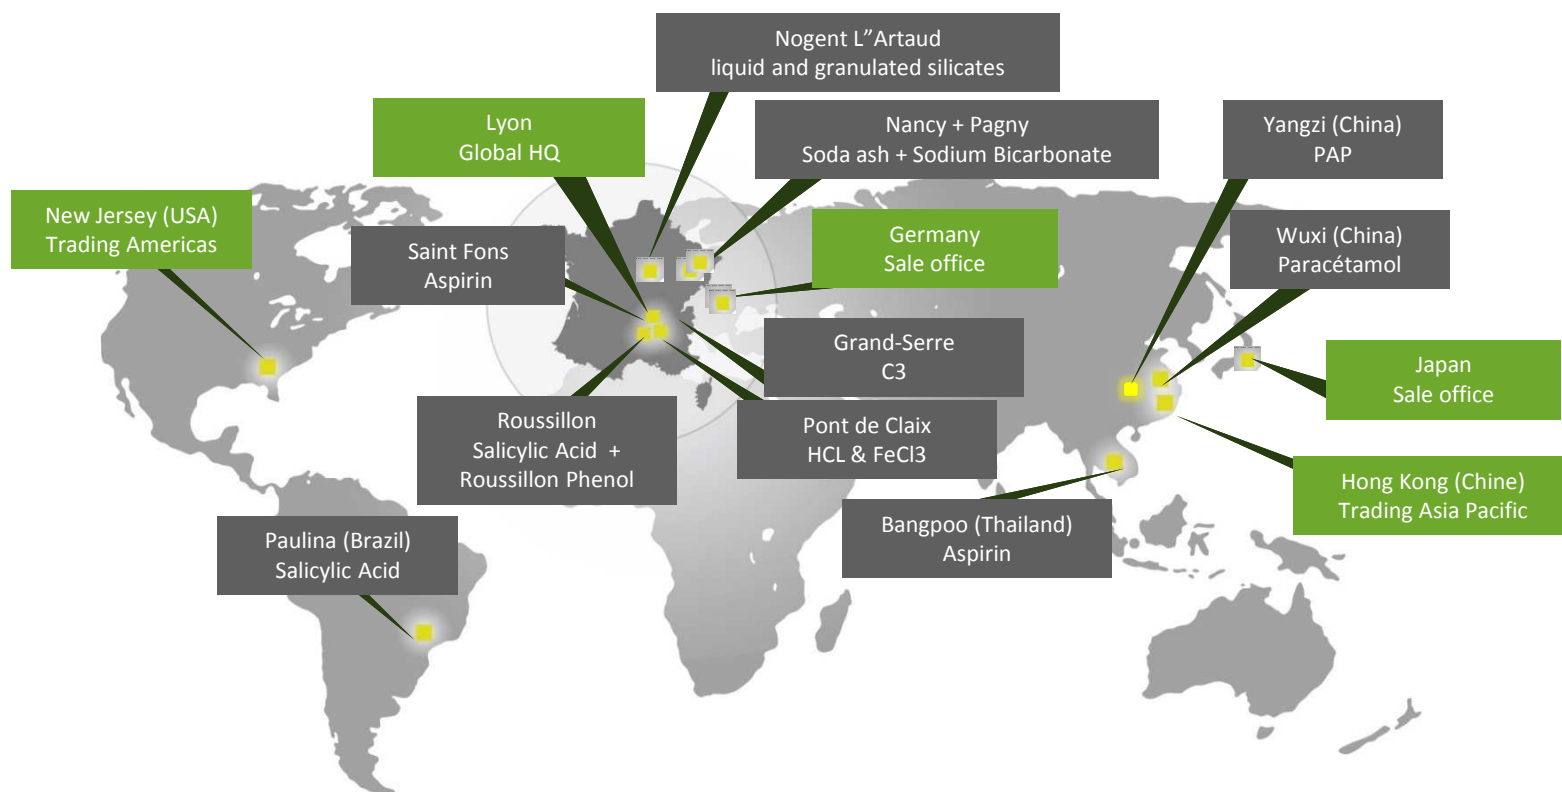 Nogent L”Artaud
liquid and granulated silicates
Lyon
Global HQ
Nancy + Pagny
Soda ash + Sodium Bicarbonate
Yangzi (China)
PAP
New Jersey (USA)
Trading Americas
Saint Fons
Aspirin
Germany
Sale office
Wuxi (China)
Paracétamol
Grand-Serre
C3
Japan
Sale office
Roussillon
Salicylic Acid +
Roussillon Phenol
Pont de Claix
HCL & FeCl3
Hong Kong (Chine)
Trading Asia Pacific
Bangpoo (Thailand)
Aspirin
Paulina (Brazil)
Salicylic Acid